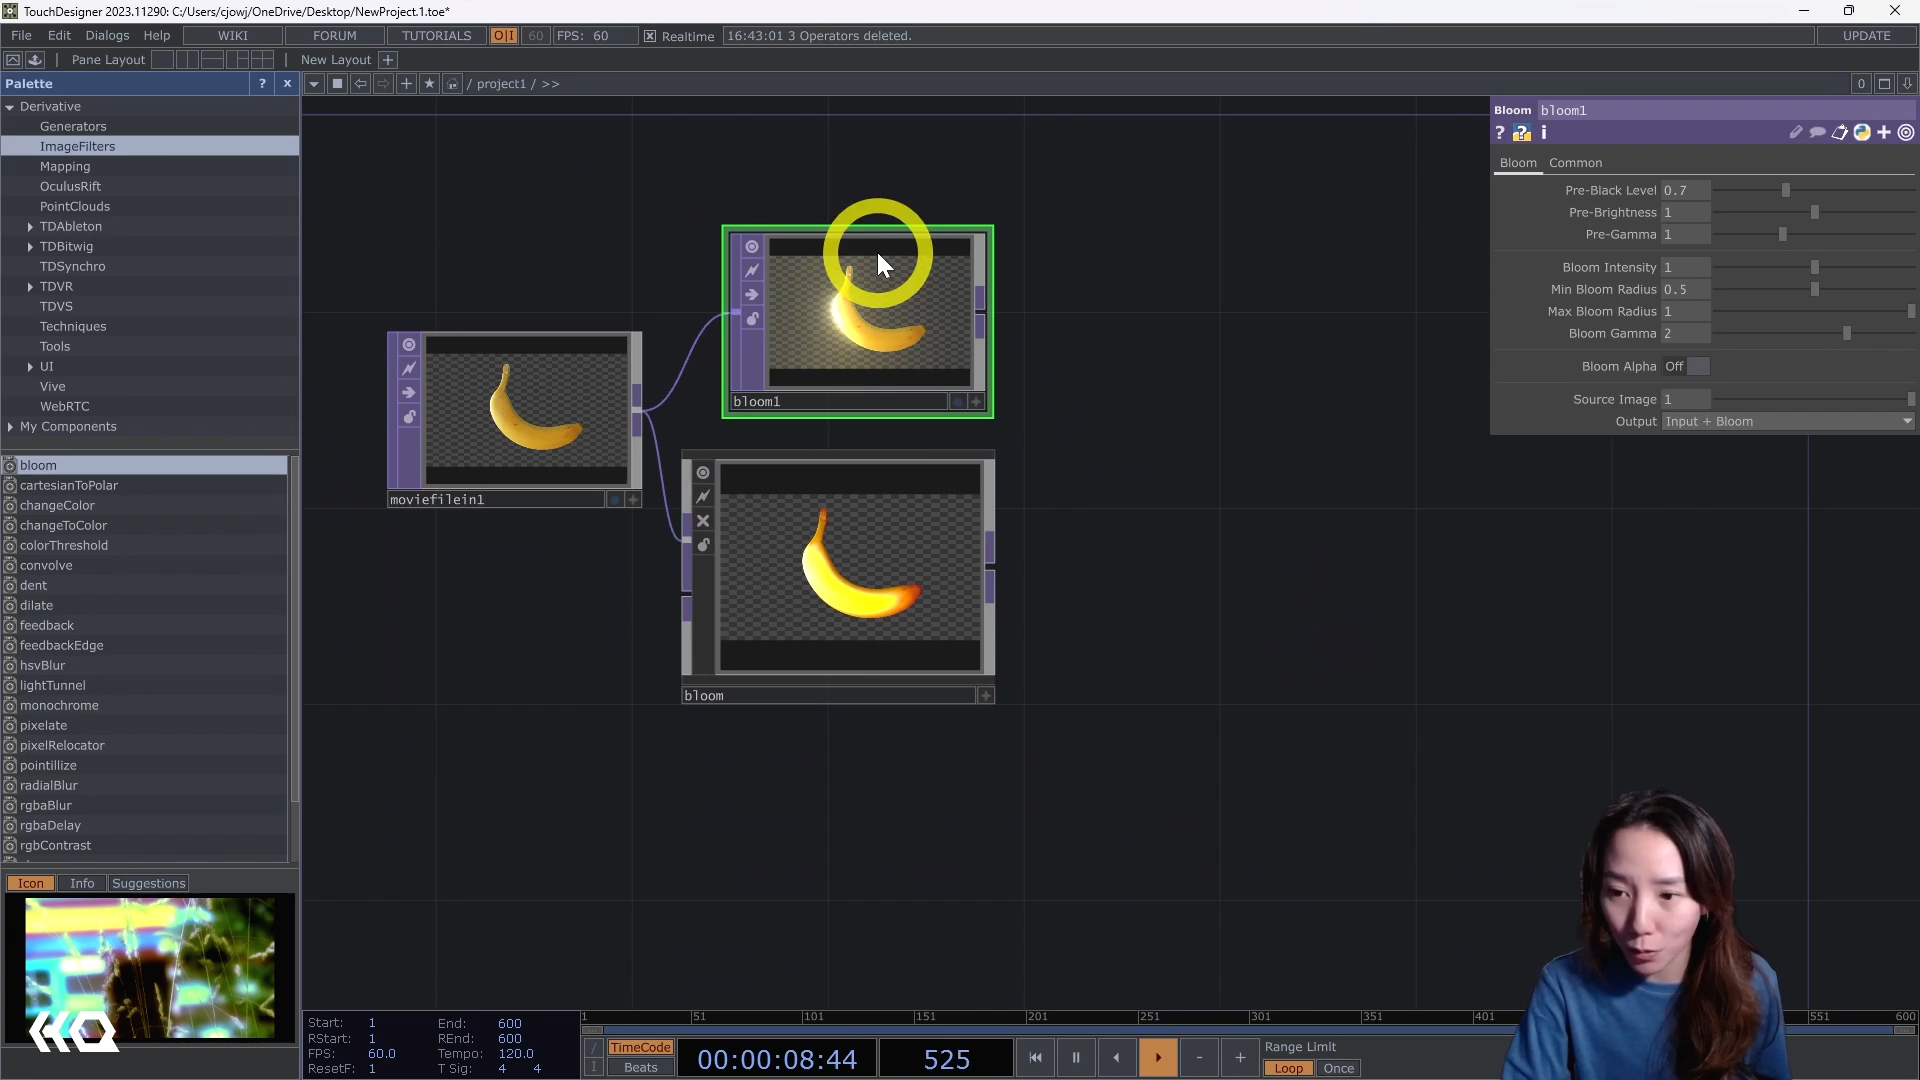 TouchDesigner 2023.11290: C:/Users/cjowj/OneDrive/Desktop/NewProject.1.toe*
File Edit Dialogs Help WIKI FORUM TUTORIALS O|I 60 FPS: 60 Realtime 16:43:01 3 Operators deleted. UPDATE
Pane Layout New Layout +
Palette ? x
/ project1 / >> 0
Derivative
Generators
ImageFilters
Mapping
OculusRift
PointClouds
TDAbleton
TDBitwig
TDSynchro
TDVR
TDVS
Techniques
Tools
UI
Vive
WebRTC
My Components
bloom
cartesianToPolar
changeColor
changeToColor
colorThreshold
convolve
dent
dilate
feedback
feedbackEdge
hsvBlur
lightTunnel
monochrome
pixelate
pixelRelocator
pointillize
radialBlur
rgbaBlur
rgbaDelay
rgbContrast
Icon Info Suggestions
HQ
moviefilein1
bloom1
bloom
Bloom bloom1
? ? i
Bloom Common
Pre-Black Level 0.7
Pre-Brightness 1
Pre-Gamma 1
Bloom Intensity 1
Min Bloom Radius 0.5
Max Bloom Radius 1
Bloom Gamma 2
Bloom Alpha Off
Source Image 1
Output Input + Bloom
Start: 1 End: 600
RStart: 1 REnd: 600
FPS: 60.0 Tempo: 120.0
ResetF: 1 T Sig: 4 4
1 51 101 151 201 251 301 351 401 551 600
/ TimeCode 00:00:08:44 525 - + Range Limit
I Beats Loop Once